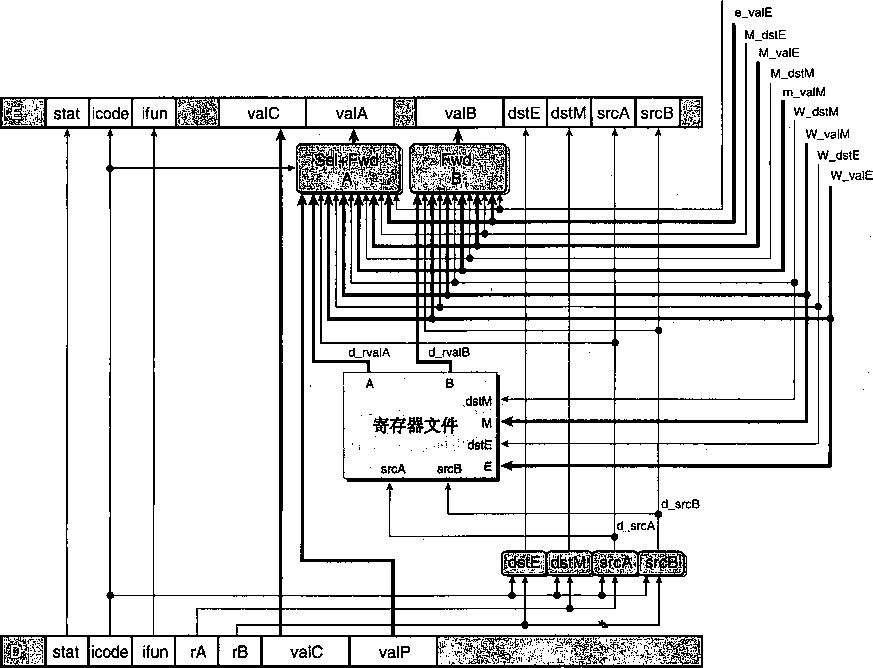 e_valE
M_dstE
M_valE
M_dstM
m_valM
W_dstM
W_valM
W_dstE
W_valE
E stat icode ifun valC valA valB dstE dstM srcA srcB
Sel+Fwd
A
Fwd
B
d_rvalA d_rvalB
A B
dstM
寄存器文件 M
dstE
srcA srcB E
d_srcB
d_srcA
dstE dstM srcA srcB
D stat icode ifun rA rB valC valP